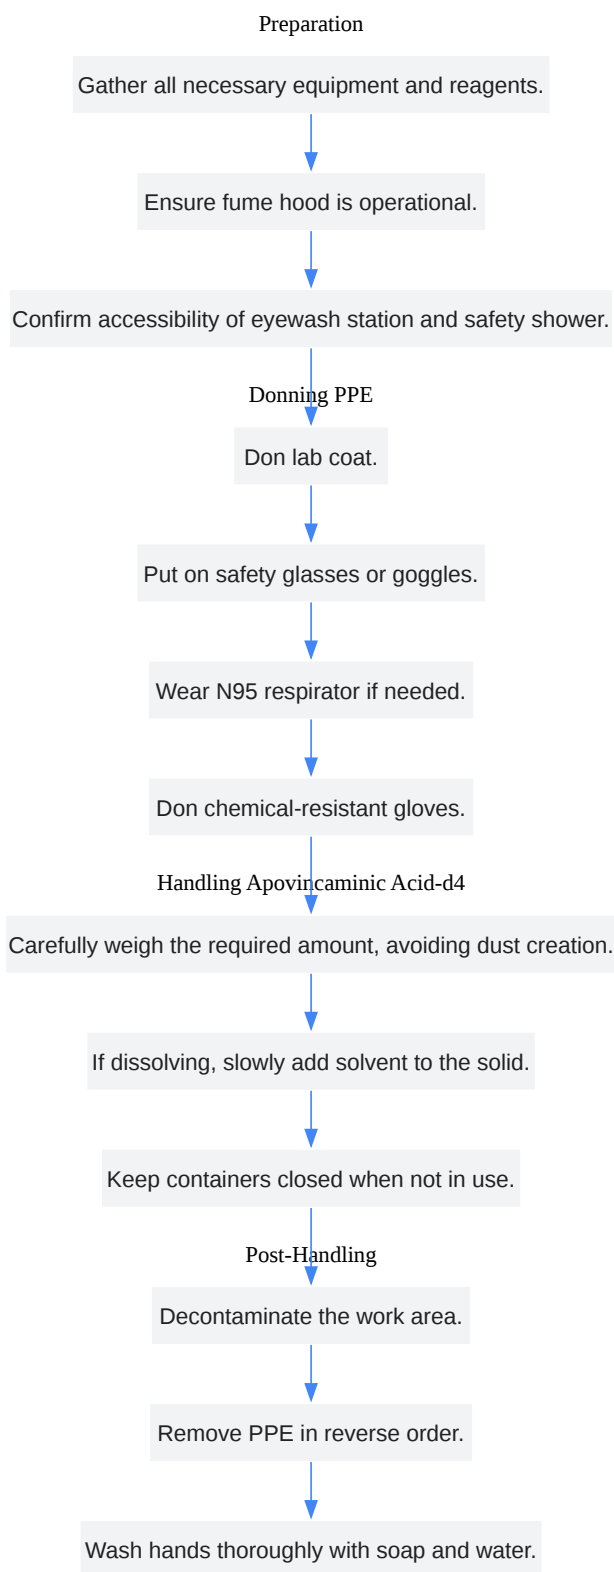 Preparation
Gather all necessary equipment and reagents.
Ensure fume hood is operational.
Confirm accessibility of eyewash station and safety shower.
Donning PPE
Don lab coat.
Put on safety glasses or goggles.
Wear N95 respirator if needed.
Don chemical-resistant gloves.
Handling Apovincaminic Acid-d4
Carefully weigh the required amount, avoiding dust creation.
If dissolving, slowly add solvent to the solid.
Keep containers closed when not in use.
Post-Handling
Decontaminate the work area.
Remove PPE in reverse order.
Wash hands thoroughly with soap and water.